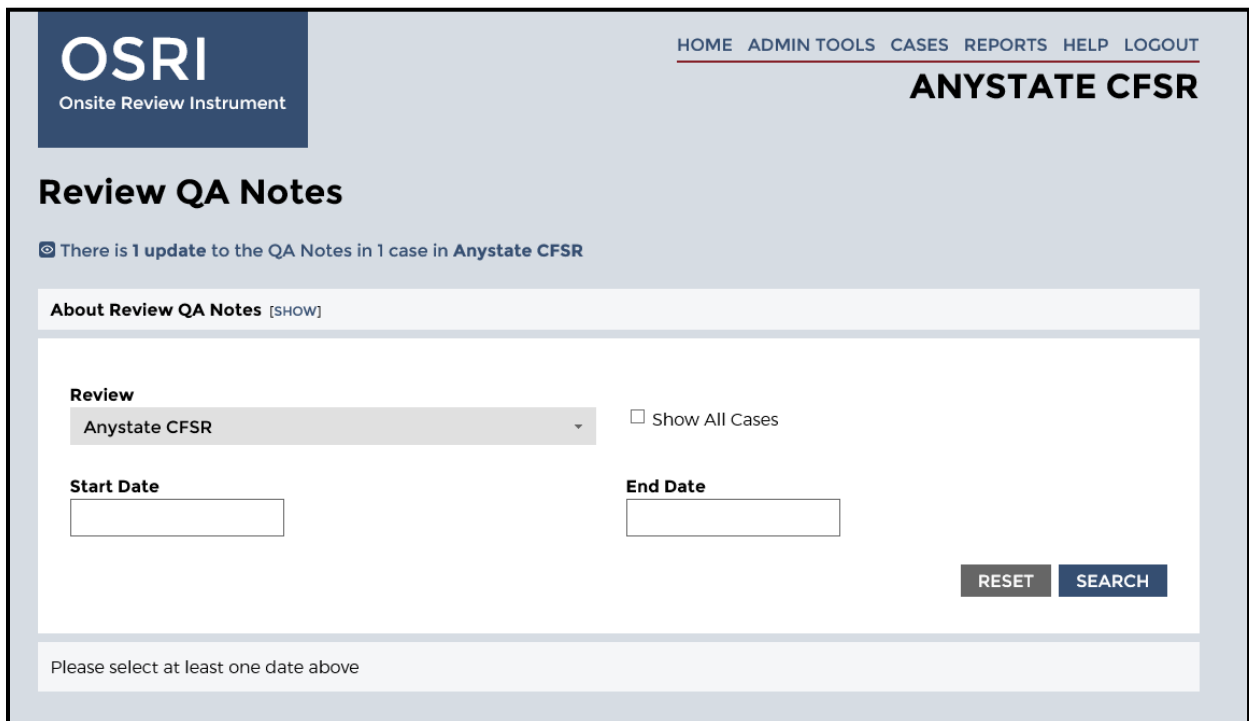 OSRI
Onsite Review Instrument
HOME ADMIN TOOLS CASES REPORTS HELP LOGOUT
ANYSTATE CFSR
Review QA Notes
There is 1 update to the QA Notes in 1 case in Anystate CFSR
About Review QA Notes [SHOW]
Review
Anystate CFSR
Show All Cases
Start Date
End Date
RESET SEARCH
Please select at least one date above